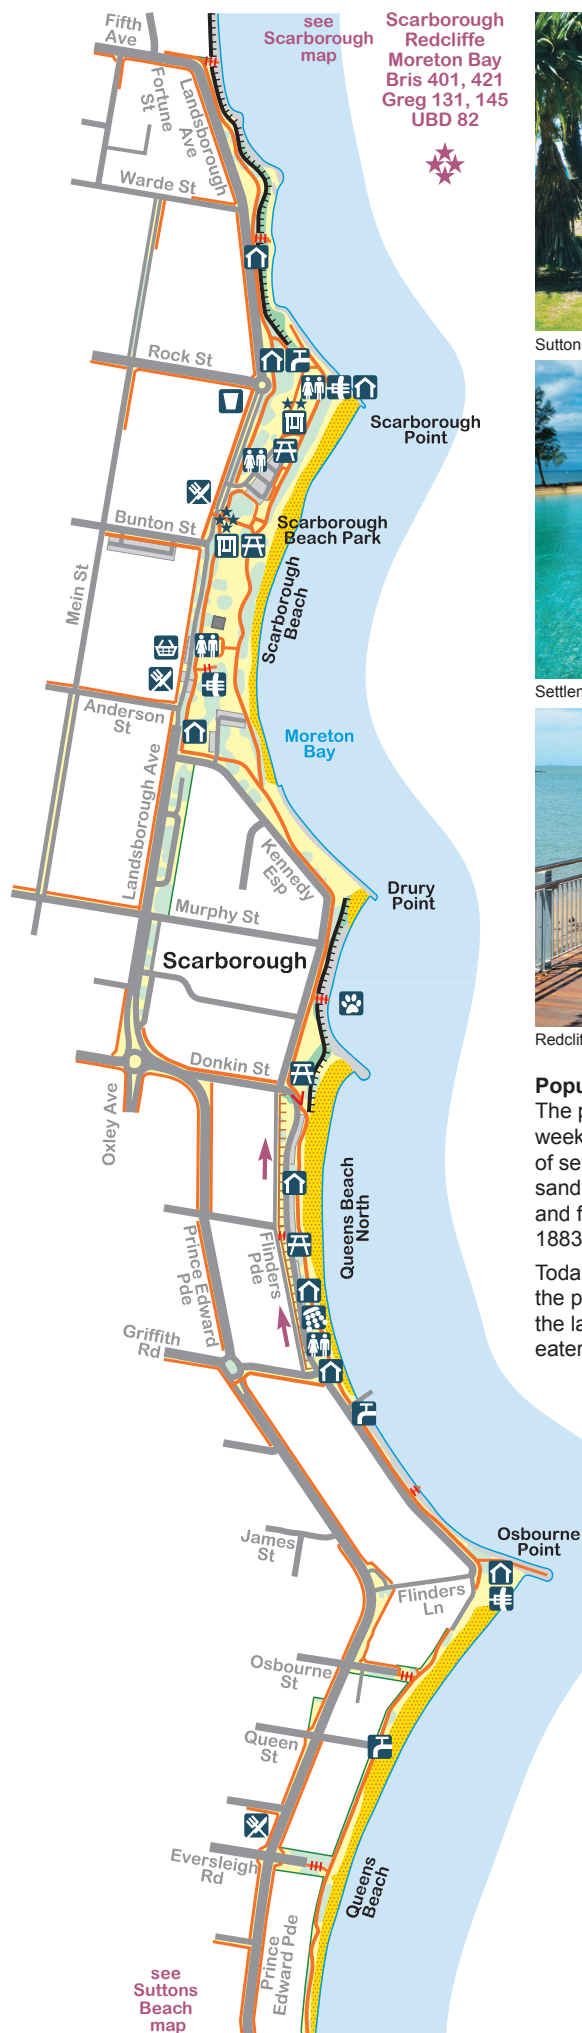 Fifth
Ave
Fortune
St
Landsborough
Ave
see
Scarborough
map
Scarborough
Redcliffe
Moreton Bay
Bris 401, 421
Greg 131, 145
UBD 82
Warde St
Rock St
Sutton
Scarborough
Point
Bunton St
Scarborough
Beach Park
Scarborough
Beach
Mein St
Settlen
Anderson
St
Moreton
Bay
Landsborough Ave
Kennedy
Esp
Drury
Point
Murphy St
Scarborough
Redclif
Donkin St
Oxley Ave
Popu
The p
week
of se
sand
and f
1883
Today
the p
the la
eater
Queens Beach
North
Prince Edward
Pde
Flinders
Pde
Griffith
Rd
James
St
Osbourne
Point
Flinders
Ln
Osbourne
St
Queen
St
Eversleigh
Rd
Queens
Beach
Prince
Edward Pde
see
Suttons
Beach
map